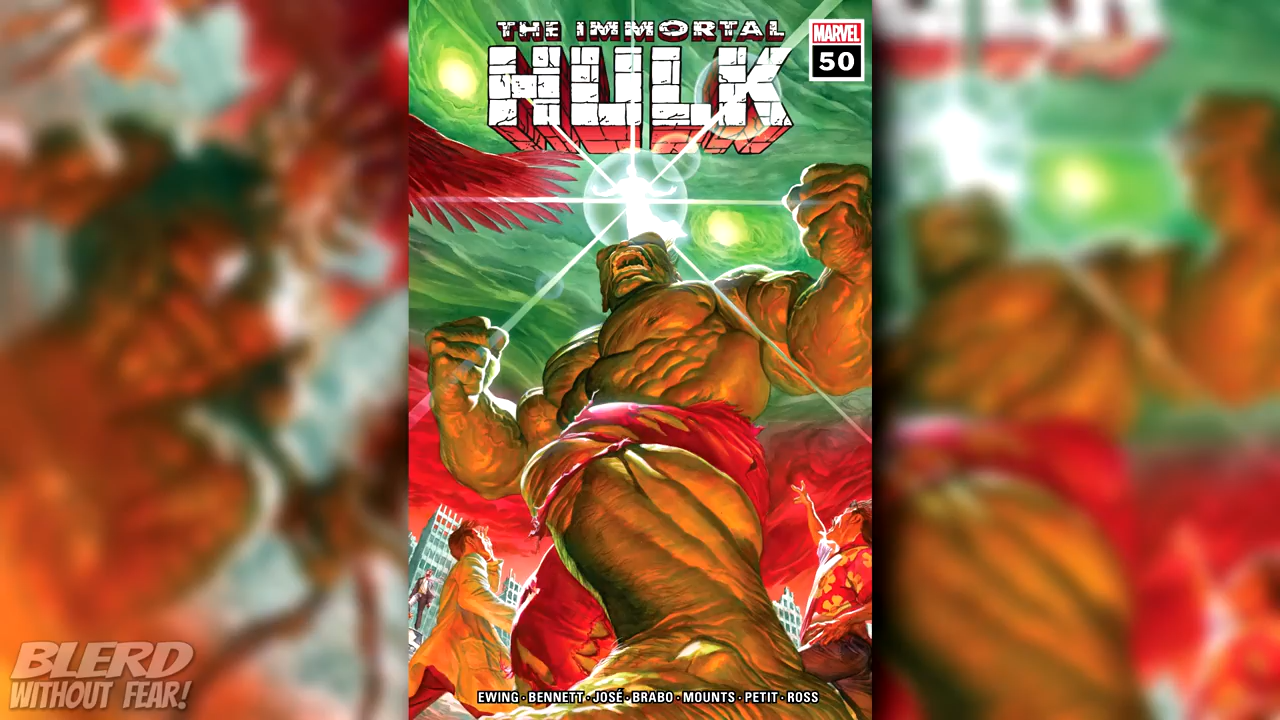 THE IMMORTAL
HULK
MARVEL
50
BLERD
WITHOUT FEAR!
EWING · BENNETT · JOSÉ · BRABO · MOUNTS · PETIT · ROSS